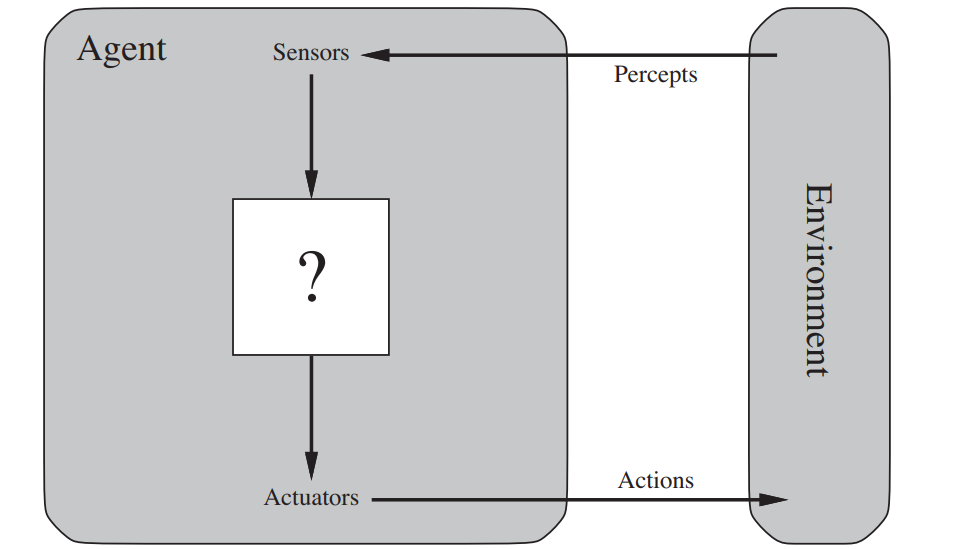 Agent
Sensors
Percepts
?
Environment
Actions
Actuators